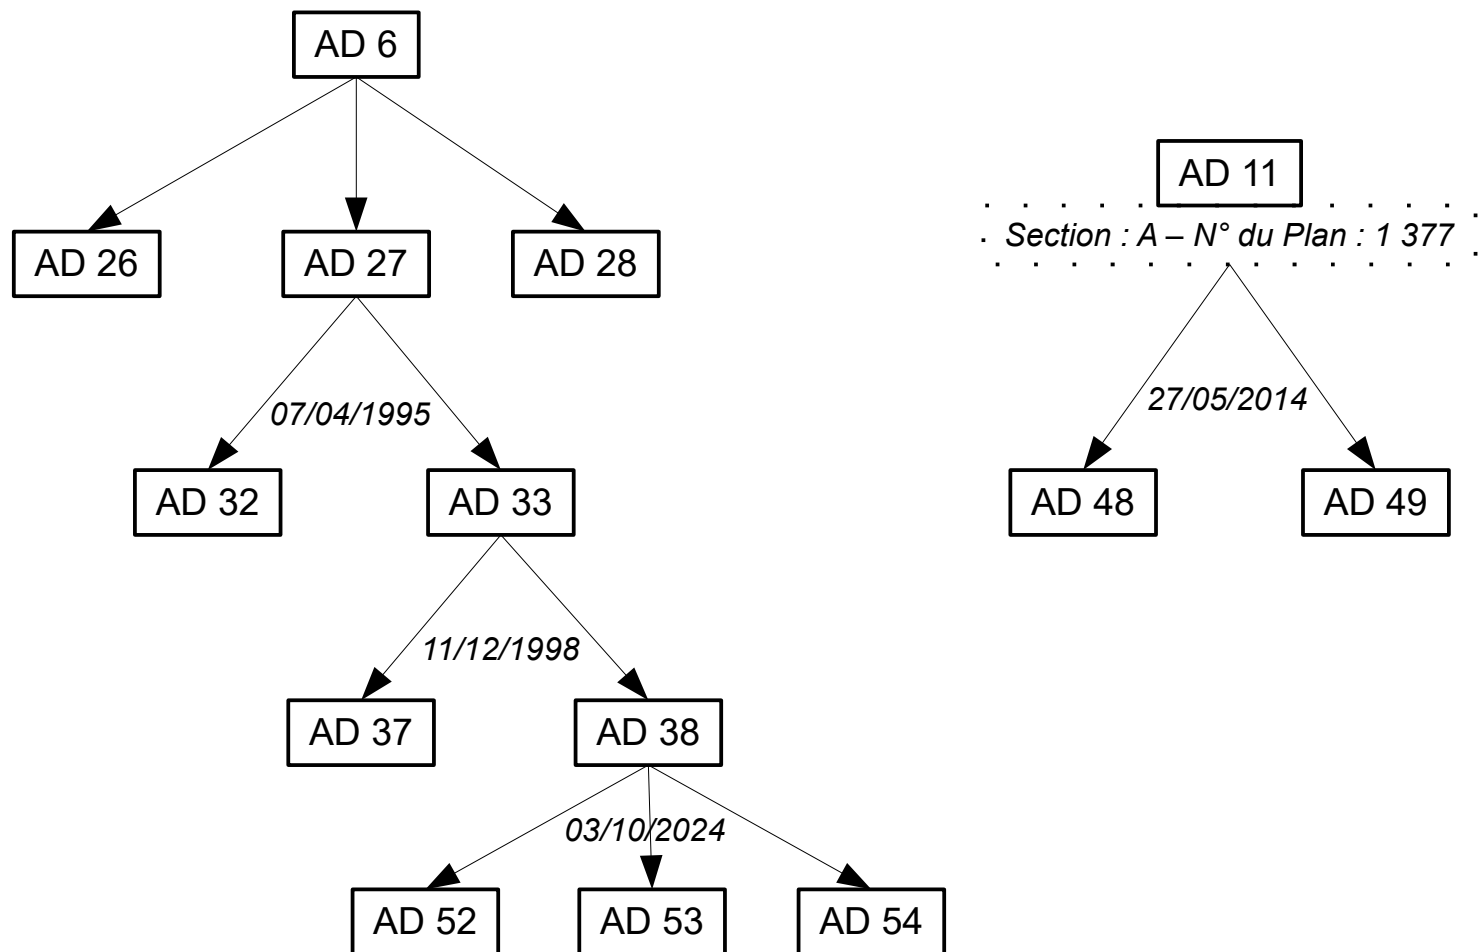 AD 6
AD 11
Section : A – N° du Plan : 1 377
AD 26
AD 27
AD 28
07/04/1995
27/05/2014
AD 32
AD 33
AD 48
AD 49
11/12/1998
AD 37
AD 38
03/10/2024
AD 52
AD 53
AD 54